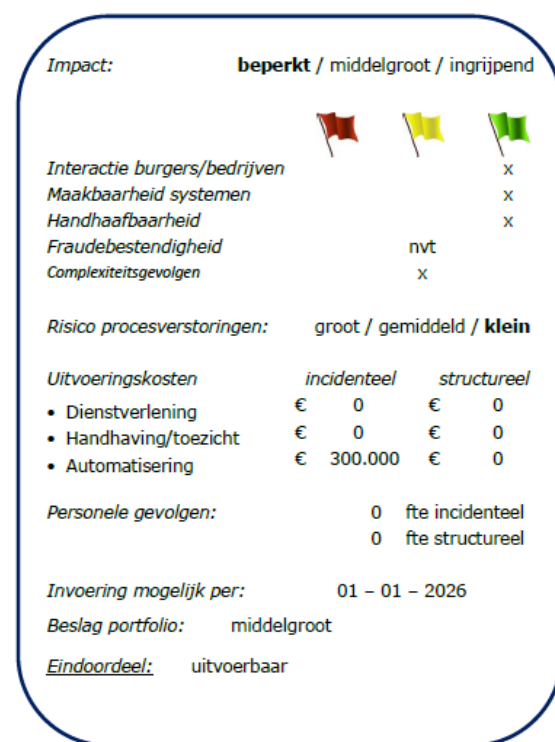 Impact: beperkt / middelgroot / ingrijpend
Interactie burgers/bedrijven x
Maakbaarheid systemen x
Handhaafbaarheid x
Fraudebestendigheid nvt
Complexiteitsgevolgen x
Risico procesverstoringen: groot / gemiddeld / klein
Uitvoeringskosten incidenteel structureel
• Dienstverlening € 0 € 0
• Handhaving/toezicht € 0 € 0
• Automatisering € 300.000 € 0
Personele gevolgen: 0 fte incidenteel
0 fte structureel
Invoering mogelijk per: 01 – 01 – 2026
Beslag portfolio: middelgroot
Eindoordeel: uitvoerbaar